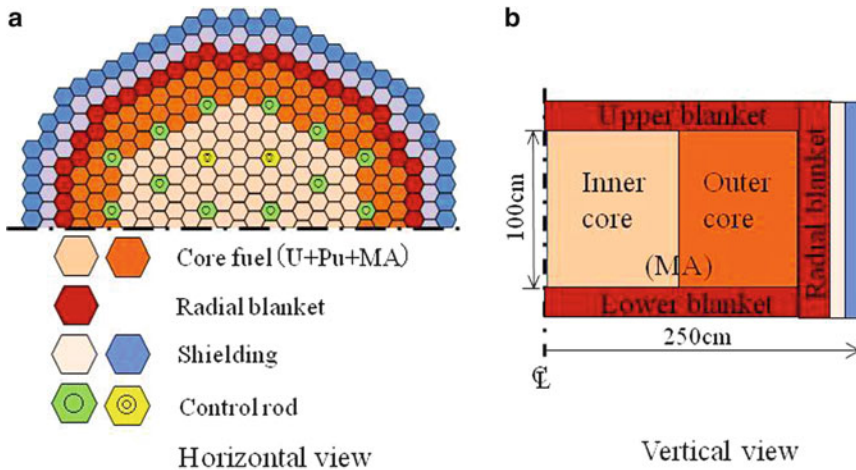 a
Core fuel (U+Pu+MA)
Radial blanket
Shielding
Control rod
Horizontal view
b
Upper blanket
Inner
core
Outer
core
(MA)
Radial blanket
Lower blanket
100cm
250cm
℄
Vertical view